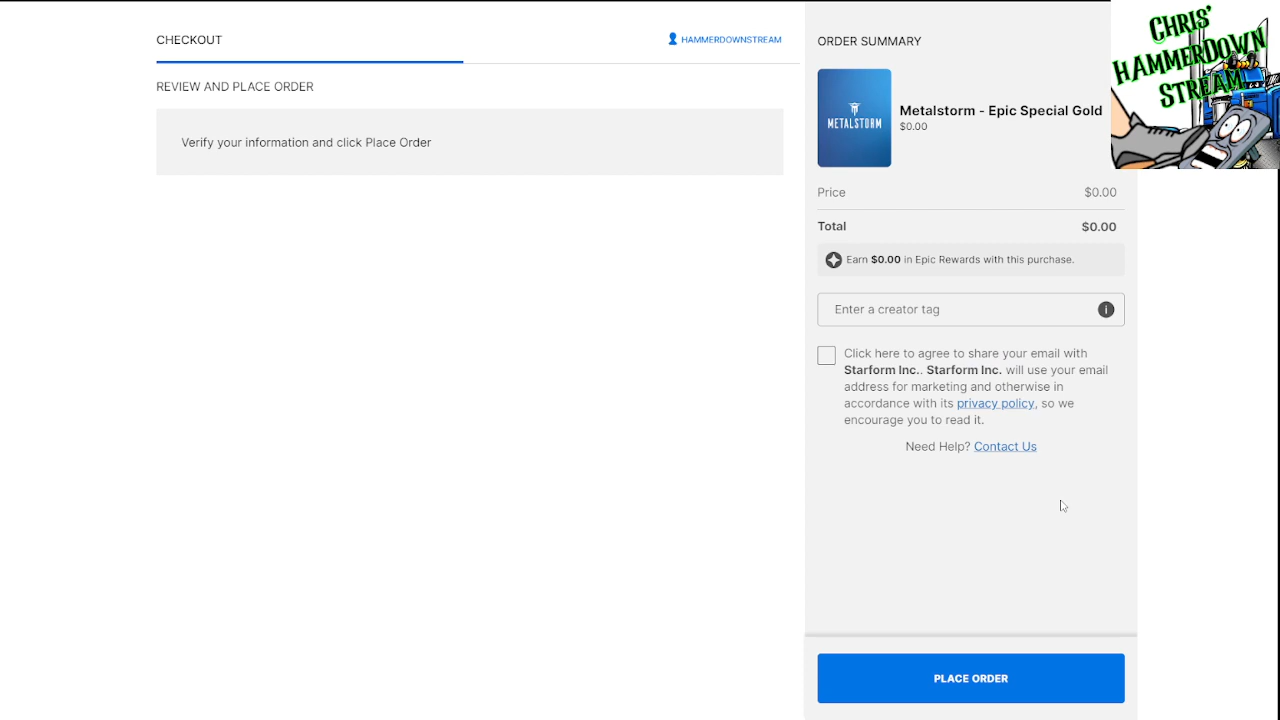 CHECKOUT
HAMMERDOWNSTREAM
REVIEW AND PLACE ORDER
Verify your information and click Place Order
ORDER SUMMARY
METALSTORM
Metalstorm - Epic Special Gold
$0.00
Price $0.00
Total $0.00
Earn $0.00 in Epic Rewards with this purchase.
Enter a creator tag
i
Click here to agree to share your email with
Starform Inc.. Starform Inc. will use your email
address for marketing and otherwise in
accordance with its privacy policy, so we
encourage you to read it.
Need Help? Contact Us
PLACE ORDER
CHRIS'
HAMMERDOWN
STREAM